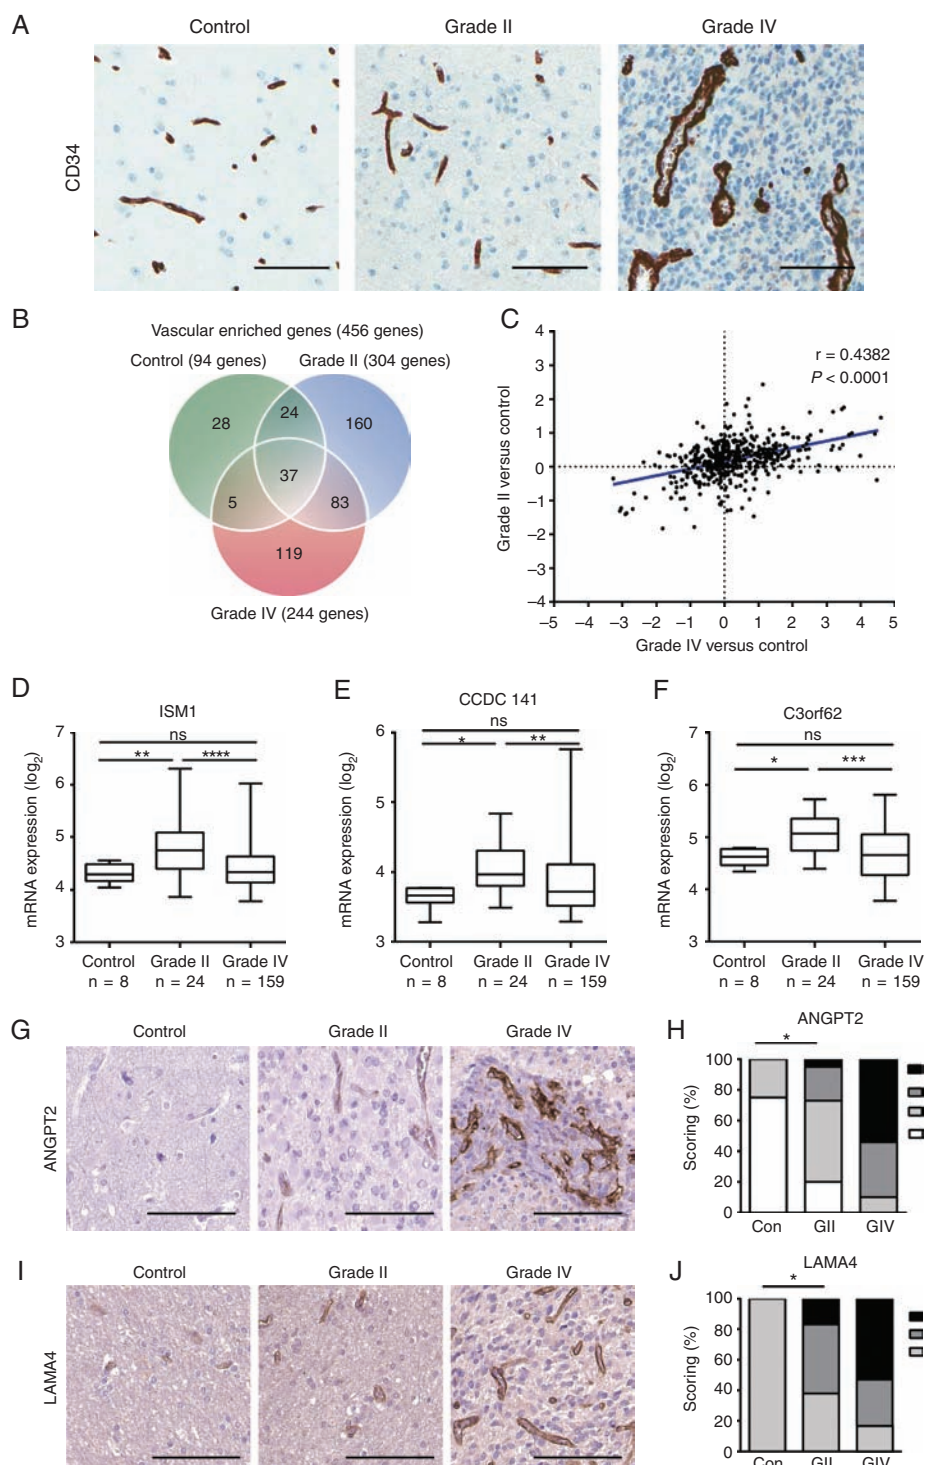 A
Control
Grade II
Grade IV
CD34
B
Vascular enriched genes (456 genes)
Control (94 genes)
Grade II (304 genes)
28
24
160
37
5
83
119
Grade IV (244 genes)
C
r = 0.4382
P < 0.0001
Grade II versus control
4
3
2
1
0
–1
–2
–3
–4
–5
–4
–3
–2
–1
0
1
2
3
4
5
Grade IV versus control
D
ISM1
ns
**
****
mRNA expression (log2)
7
6
5
4
3
Control
Grade II
Grade IV
n = 8
n = 24
n = 159
E
CCDC 141
ns
*
**
mRNA expression (log2)
6
5
4
3
Control
Grade II
Grade IV
n = 8
n = 24
n = 159
F
C3orf62
ns
*
***
mRNA expression (log2)
7
6
5
4
3
Control
Grade II
Grade IV
n = 8
n = 24
n = 159
G
Control
Grade II
Grade IV
ANGPT2
H
ANGPT2
*
Scoring (%)
100
80
60
40
20
0
Con
GII
GIV
I
Control
Grade II
Grade IV
LAMA4
J
LAMA4
*
Scoring (%)
100
80
60
40
20
0
Con
GII
GIV